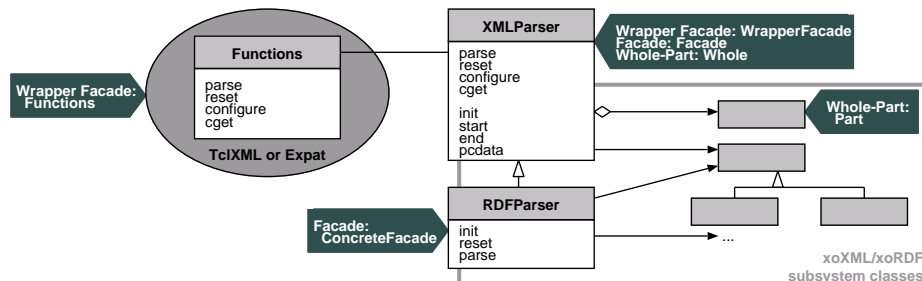 Wrapper Facade:
Functions
Functions
parse
reset
configure
cget
TclXML or Expat
XMLParser
parse
reset
configure
cget
init
start
end
pcdata
Wrapper Facade: WrapperFacade
Facade: Facade
Whole-Part: Whole
Whole-Part:
Part
Facade:
ConcreteFacade
RDFParser
init
reset
parse
...
xoXML/xoRDF
subsystem classes